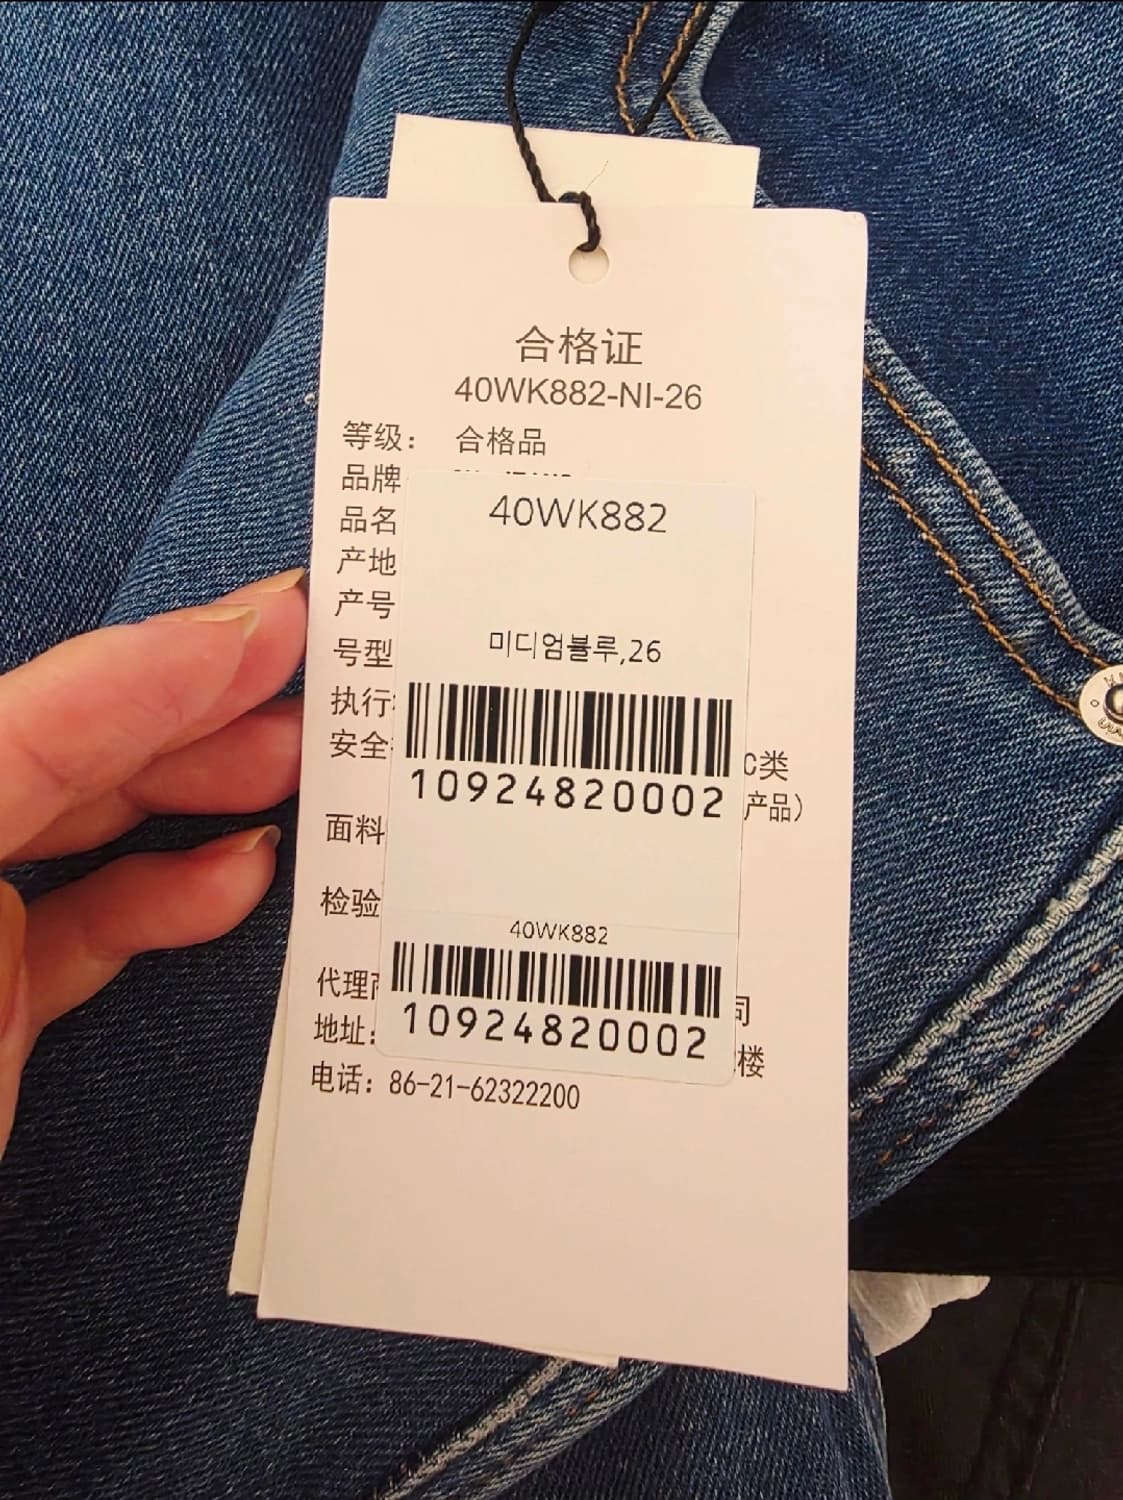 合格证
40WK882-NI-26
等级： 合格品
品牌
品名
产地
产号
号型
执行
安全
C类
产品）
面料
检验
代理商
司
地址：
楼
电话：86-21-62322200
40WK882
미디엄블루,26
10924820002
40WK882
10924820002